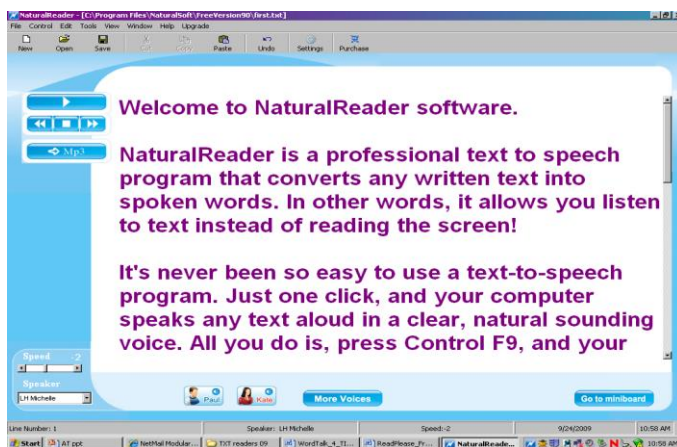 NaturalReader - [C:\Program Files\NaturalSoft\FreeVersion90\first.txt]
File Control Edit Tools View Window Help Upgrade
New Open Save Cut Copy Paste Undo Settings Purchase
Welcome to NaturalReader software.
Mp3
NaturalReader is a professional text to speech
program that converts any written text into
spoken words. In other words, it allows you listen
to text instead of reading the screen!
It's never been so easy to use a text-to-speech
program. Just one click, and your computer
speaks any text aloud in a clear, natural sounding
voice. All you do is, press Control F9, and your
Speed -2
Speaker
LH Michelle
Paul Kate More Voices Go to miniboard
Line Number: 1 Speaker: LH Michelle Speed:-2 9/24/2009 10:58 AM
Start AT ppt NetMail Modular... TXT readers 09 WordTalk_4_TI... ReadPlease_Fr... NaturalReade... 10:58 AM